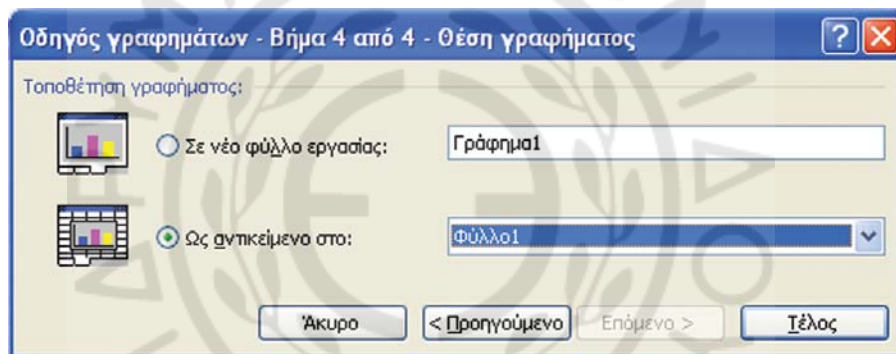 Οδηγός γραφημάτων - Βήμα 4 από 4 - Θέση γραφήματος
Τοποθέτηση γραφήματος:
Σε νέο φύλλο εργασίας: Γράφημα1
Ως αντικείμενο στο: Φύλλο1
Άκυρο < Προηγούμενο Επόμενο > Τέλος